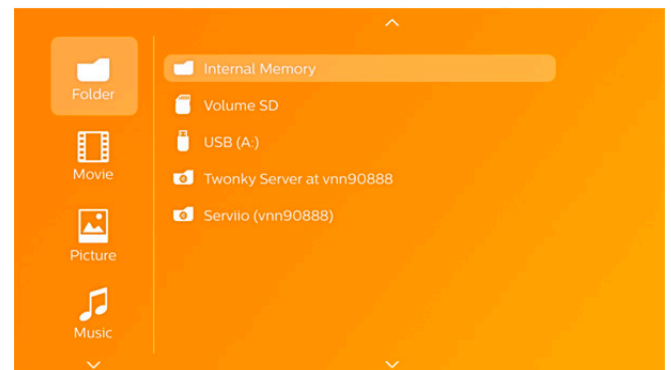 Folder
Movie
Picture
Music
Internal Memory
Volume SD
USB (A:)
Twonky Server at vnn90888
Serviio (vnn90888)